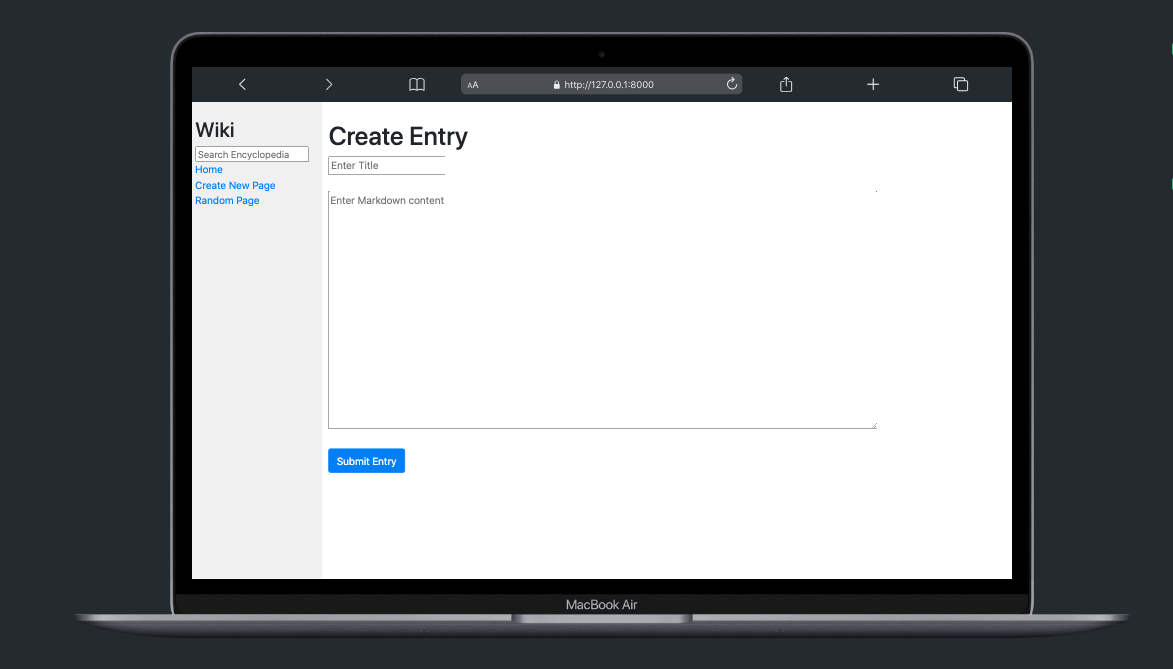 AA
http://127.0.0.1:8000
Wiki
Search Encyclopedia
Home
Create New Page
Random Page
Create Entry
Enter Title
Enter Markdown content
Submit Entry
MacBook Air